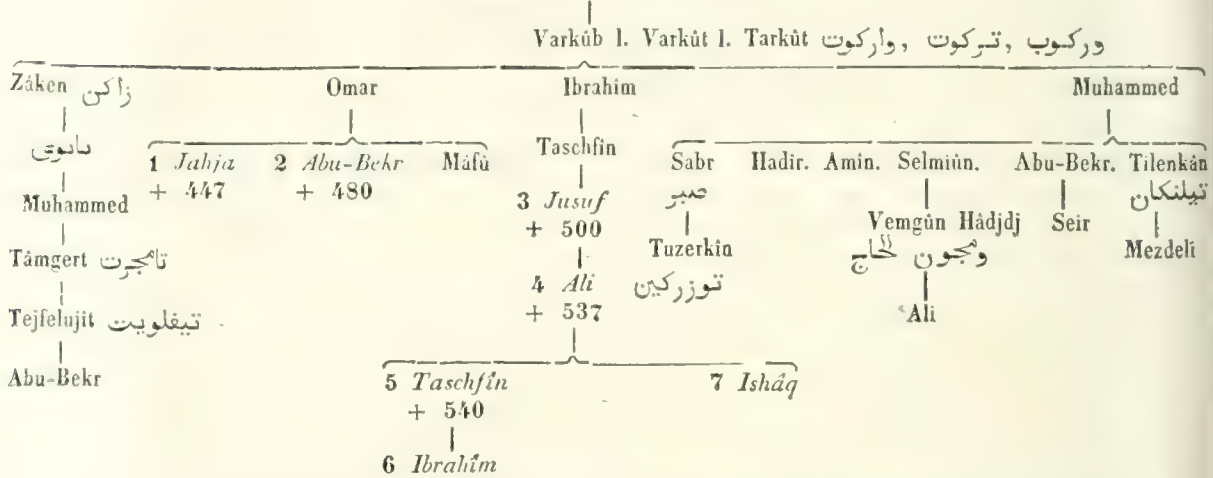 Varkûb l. Varkût l. Tarkût وركوب ,تركوت ,واركوت
Zâken زاكن Omar Ibrahim Muhammed
1 Jahja 2 Abu-Bekr Mâfû Taschfîn Sabr Hadir. Amîn. Selmiûn. Abu-Bekr. Tilenkân
+ 447 + 480 صبر تيلنكان
Muhammed 3 Jusuf Vemgûn Hâdjdj Seir
+ 500 Tuzerkîn ومجون الحاج Mezdeli
Tâmgert تامجرت 4 Ali توزركين
Tejfelujit تيفلويت + 537 ʿAli
Abu-Bekr 5 Taschfîn 7 Ishâq
+ 540
6 Ibrahîm